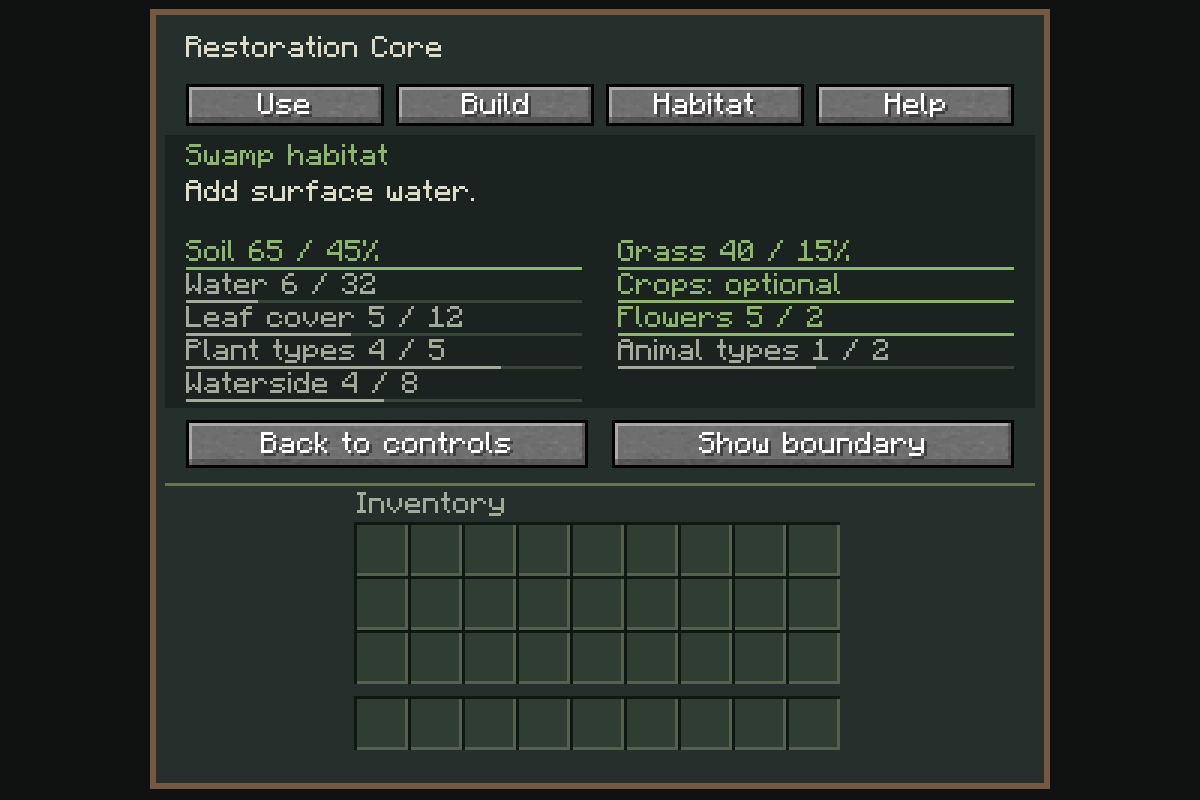 Restoration Core
Use
Build
Habitat
Help
Swamp habitat
Add surface water.
Soil 65 / 45%
Grass 40 / 15%
Water 6 / 32
Crops: optional
Leaf cover 5 / 12
Flowers 5 / 2
Plant types 4 / 5
Animal types 1 / 2
Waterside 4 / 8
Back to controls
Show boundary
Inventory